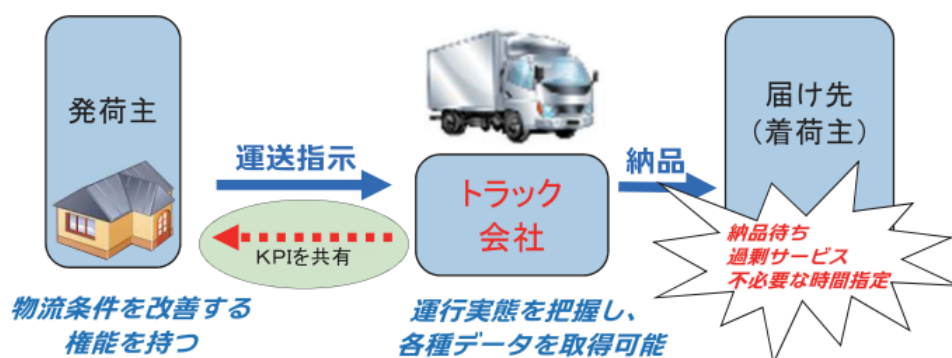 発荷主
運送指示
KPIを共有
物流条件を改善する
権能を持つ
トラック
会社
運行実態を把握し、
各種データを取得可能
納品
届け先
（着荷主）
納品待ち
過剰サービス
不必要な時間指定